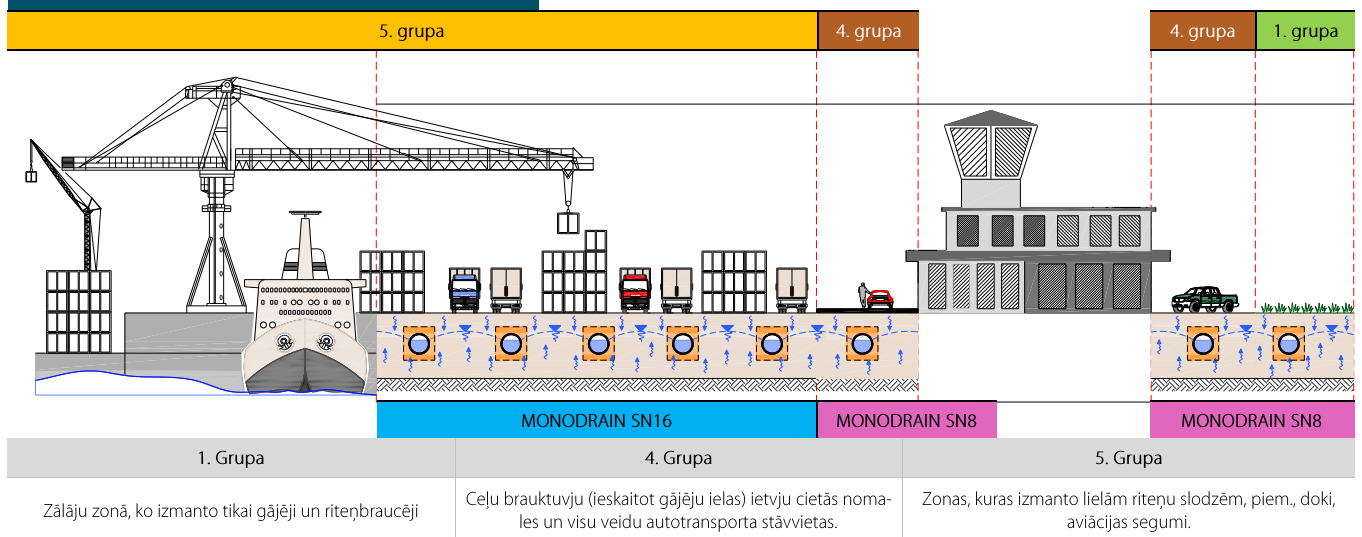 5. grupa
4. grupa
4. grupa
1. grupa
MONODRAIN SN16
MONODRAIN SN8
MONODRAIN SN8
1. Grupa
4. Grupa
5. Grupa
Zālāju zonā, ko izmanto tikai gājēji un riteņbraucēji
Ceļu brauktuvju (ieskaitot gājēju ielas) ietvju cietās noma-
les un visu veidu autotransporta stāvvietas.
Zonas, kuras izmanto lielām riteņu slodzēm, piem., doki,
aviācijas segumi.